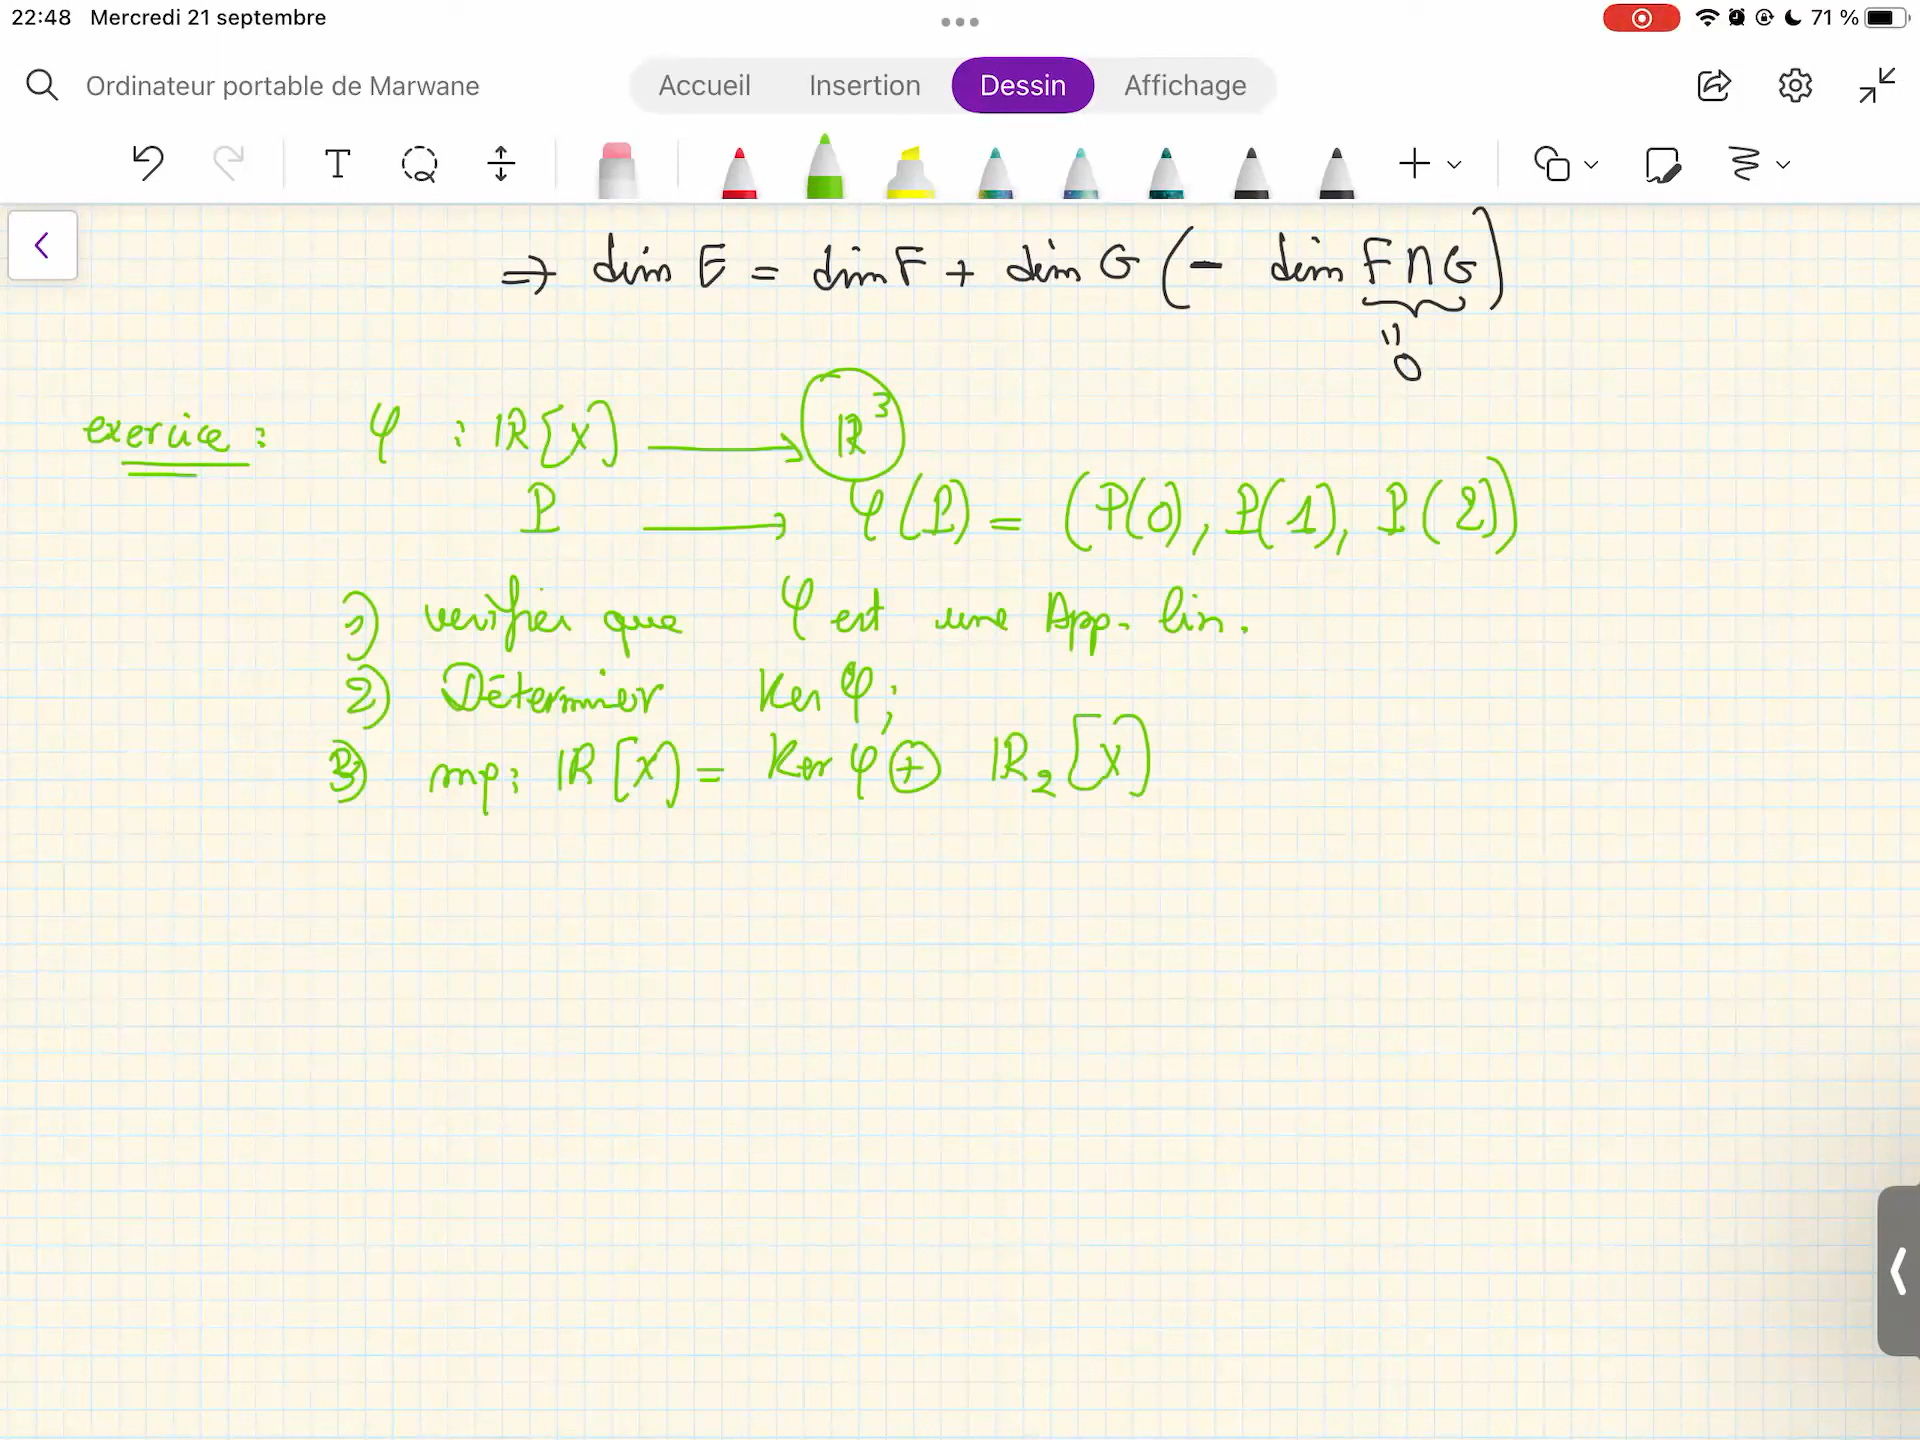 22:48 Mercredi 21 septembre 71 %
Ordinateur portable de Marwane Accueil Insertion Dessin Affichage
T
⇒ dim E = dim F + dim G (- dim F ∩ G)
= 0
exercice : φ : ℝ[X] ⟶ ℝ³
P ⟶ φ(P) = (P(0), P(1), P(2))
1) verifier que φ est une App. lin.
2) Détermier Ker φ;
3) mq: ℝ[X] = Ker φ ⊕ ℝ₂[X]